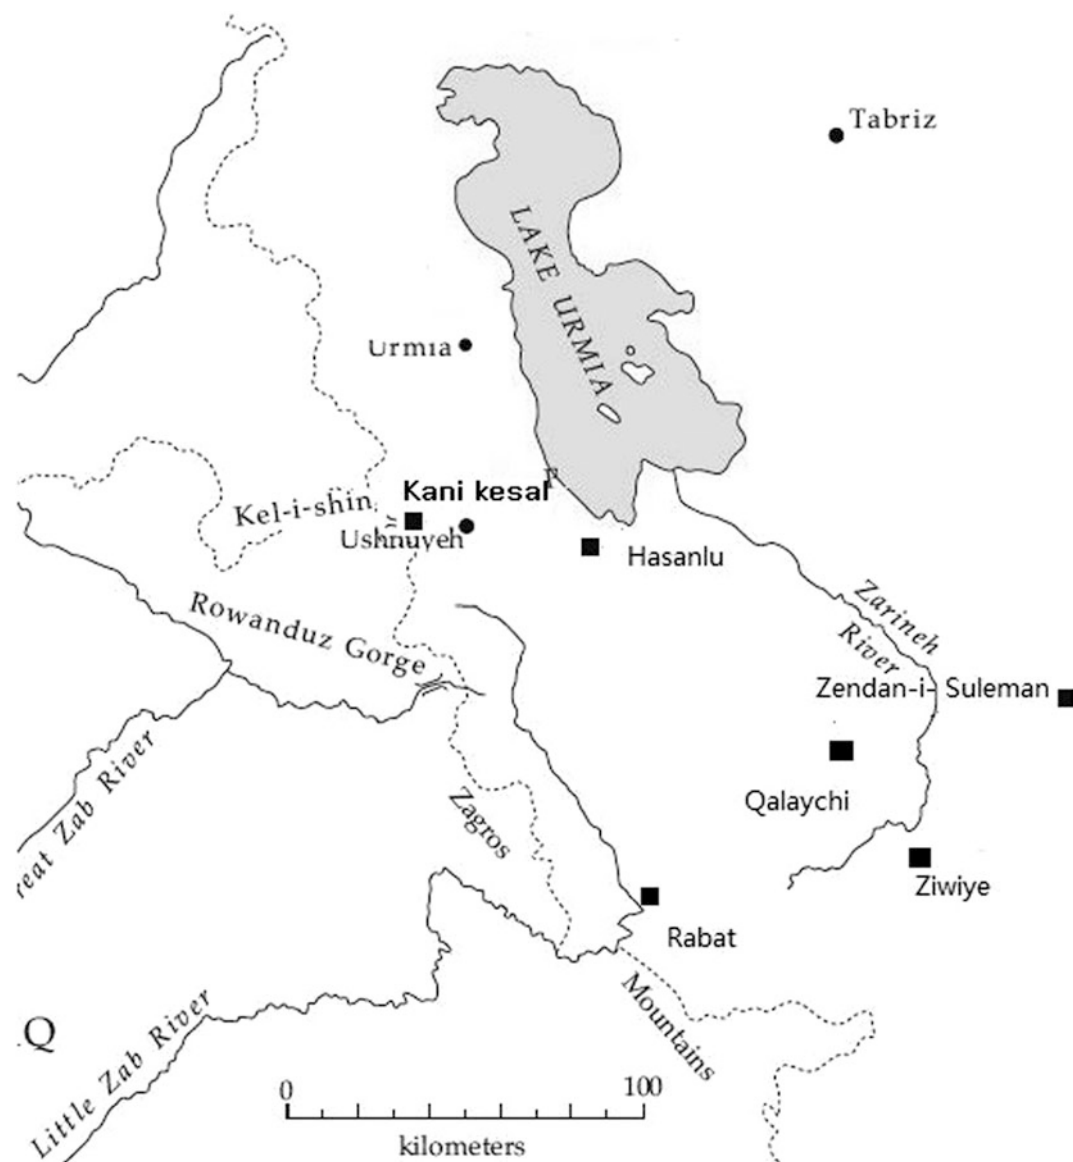 Tabriz
LAKE URMIA
Urmia
Kani kesal
Kel-i-shin
Ushnuyeh
Hasanlu
Rowanduz Gorge
Zarineh
River
Zendan-i- Suleman
Qalaychi
Zagros
reat Zab River
Ziwiye
Rabat
Mountains
Q
Little Zab River
0 100
kilometers